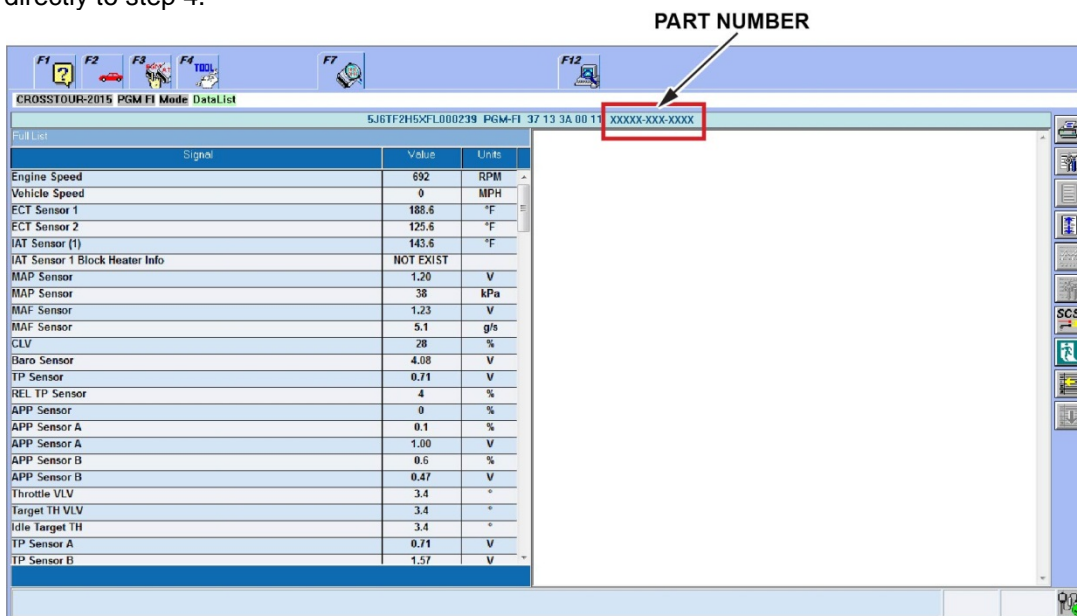 directly to step 4.
PART NUMBER
F1 F2 F3 F4 TOOL F7 F12
CROSSTOUR-2015 PGM FI Mode DataList
5J6TF2H5XFL000239 PGM-FI 37 13 3A 00 11 XXXXX-XXX-XXXX
Full List
Signal Value Units
Engine Speed 692 RPM
Vehicle Speed 0 MPH
ECT Sensor 1 188.6 °F
ECT Sensor 2 125.6 °F
IAT Sensor (1) 143.6 °F
IAT Sensor 1 Block Heater Info NOT EXIST
MAP Sensor 1.20 V
MAP Sensor 38 kPa
MAF Sensor 1.23 V
MAF Sensor 5.1 g/s
CLV 28 %
Baro Sensor 4.08 V
TP Sensor 0.71 V
REL TP Sensor 4 %
APP Sensor 0 %
APP Sensor A 0.1 %
APP Sensor A 1.00 V
APP Sensor B 0.6 %
APP Sensor B 0.47 V
Throttle VLV 3.4 °
Target TH VLV 3.4 °
Idle Target TH 3.4 °
TP Sensor A 0.71 V
TP Sensor B 1.57 V
SCS